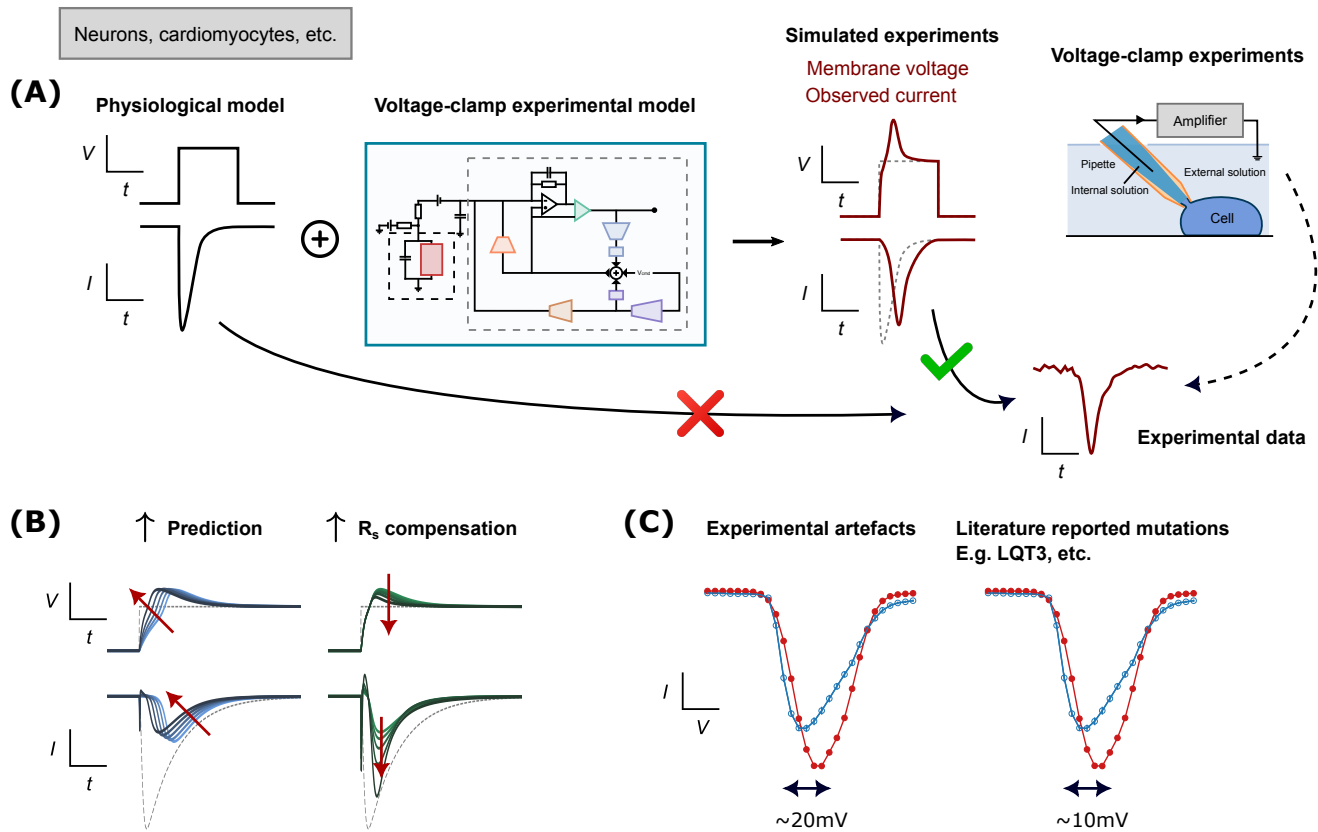 Neurons, cardiomyocytes, etc.
(A)
Physiological model
V
t
I
t
Voltage-clamp experimental model
Vcmd
Simulated experiments
Membrane voltage
Observed current
V
t
I
t
Voltage-clamp experiments
Amplifier
Pipette
External solution
Internal solution
Cell
I
t
Experimental data
(B)
↑ Prediction
↑ Rs compensation
V
t
I
t
(C)
Experimental artefacts
Literature reported mutations
E.g. LQT3, etc.
I
V
~20mV
~10mV